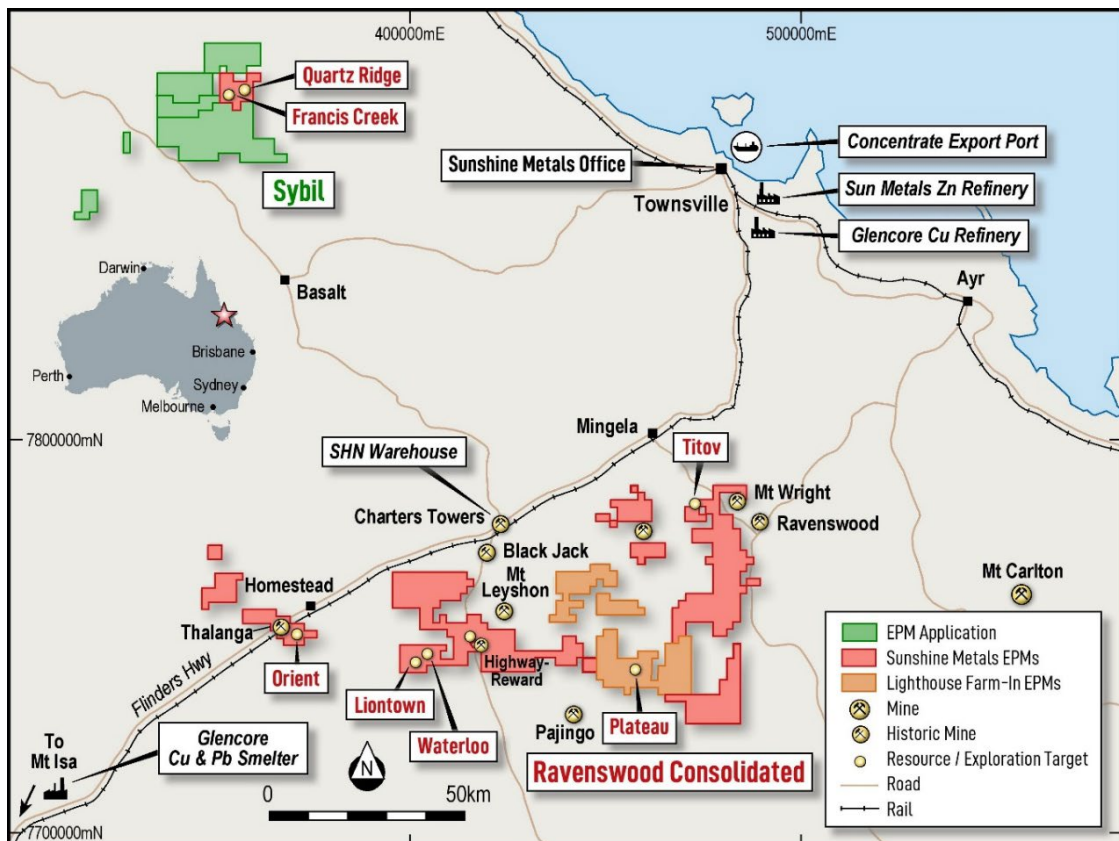 400000mE
500000mE
Quartz Ridge
Francis Creek
Sybil
Sunshine Metals Office
Concentrate Export Port
Townsville
Sun Metals Zn Refinery
Glencore Cu Refinery
Ayr
Basalt
Darwin
Brisbane
Perth
Sydney
Melbourne
7800000mN
Mingela
SHN Warehouse
Titov
Charters Towers
Mt Wright
Ravenswood
Black Jack
Mt
Leyshon
Mt Carlton
Homestead
Thalanga
Orient
Highway-
Reward
Flinders Hwy
Liontown
Waterloo
Pajingo
Plateau
Ravenswood Consolidated
To
Mt Isa
Glencore
Cu & Pb Smelter
N
0
50km
7700000mN
EPM Application
Sunshine Metals EPMs
Lighthouse Farm-In EPMs
Mine
Historic Mine
Resource / Exploration Target
Road
Rail